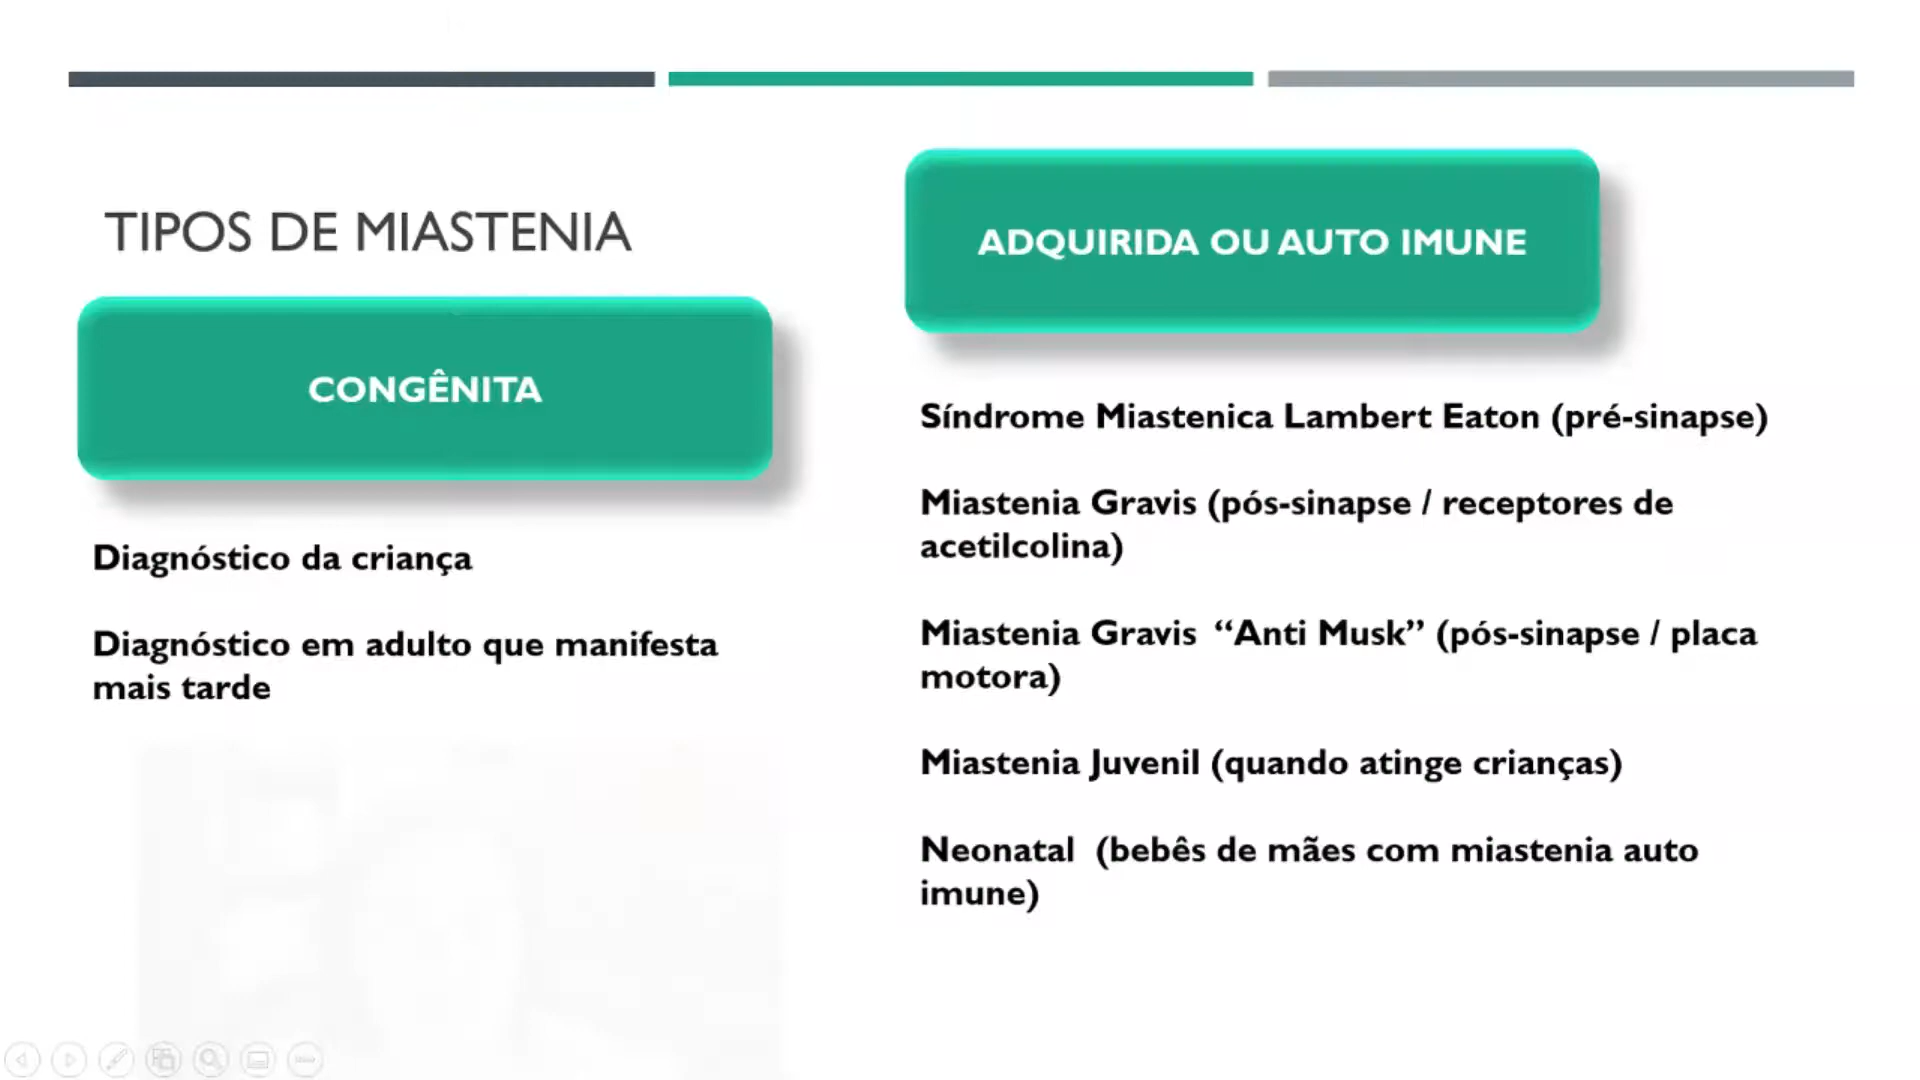 TIPOS DE MIASTENIA
CONGÊNITA
Diagnóstico da criança
Diagnóstico em adulto que manifesta
mais tarde
ADQUIRIDA OU AUTO IMUNE
Síndrome Miastenica Lambert Eaton (pré-sinapse)
Miastenia Gravis (pós-sinapse / receptores de
acetilcolina)
Miastenia Gravis “Anti Musk” (pós-sinapse / placa
motora)
Miastenia Juvenil (quando atinge crianças)
Neonatal (bebês de mães com miastenia auto
imune)